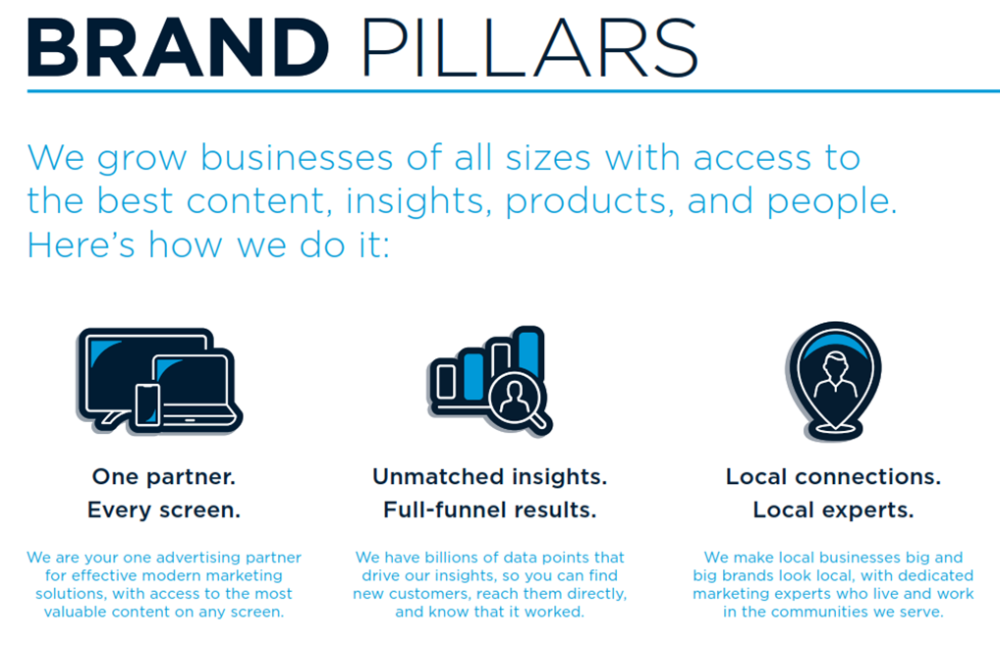 BRAND PILLARS
We grow businesses of all sizes with access to
the best content, insights, products, and people.
Here’s how we do it:
One partner.
Every screen.
We are your one advertising partner
for effective modern marketing
solutions, with access to the most
valuable content on any screen.
Unmatched insights.
Full-funnel results.
We have billions of data points that
drive our insights, so you can find
new customers, reach them directly,
and know that it worked.
Local connections.
Local experts.
We make local businesses big and
big brands look local, with dedicated
marketing experts who live and work
in the communities we serve.